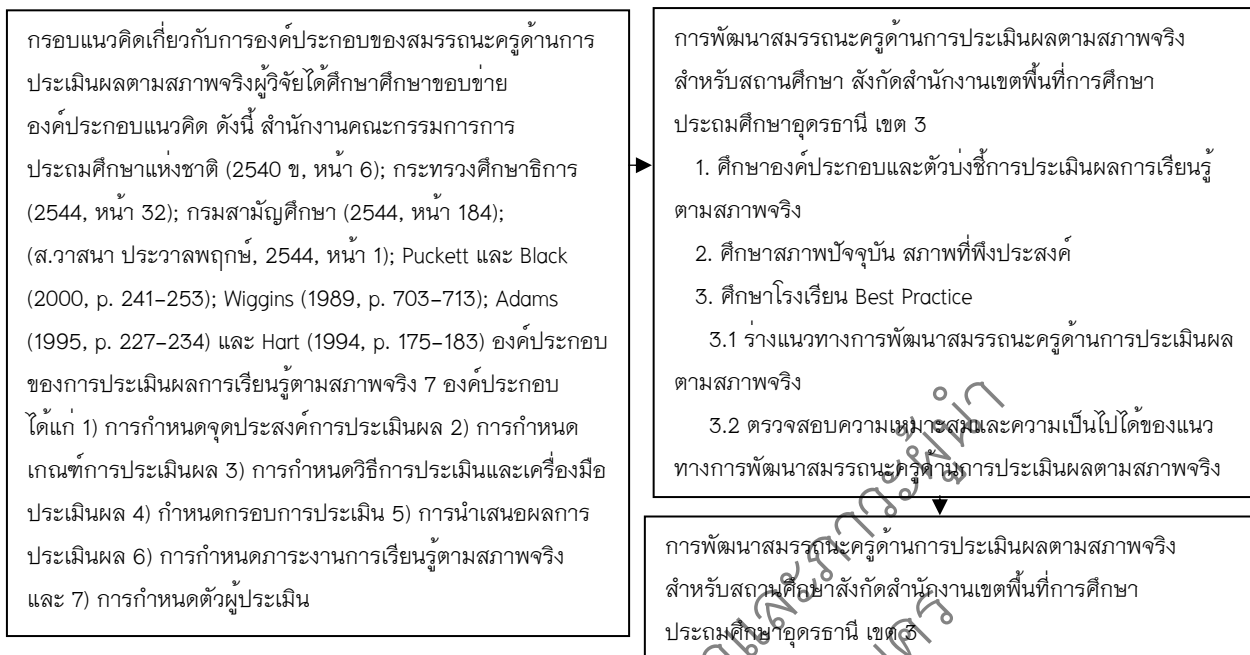 กรอบแนวคิดเกี่ยวกับการองค์ประกอบของสมรรถนะครูด้านการ
ประเมินผลตามสภาพจริงผู้วิจัยได้ศึกษาศึกษาขอบข่าย
องค์ประกอบแนวคิด ดังนี้ สำนักงานคณะกรรมการการ
ประถมศึกษาแห่งชาติ (2540 ข, หน้า 6); กระทรวงศึกษาธิการ
(2544, หน้า 32); กรมสามัญศึกษา (2544, หน้า 184);
(ส.วาสนา ประวาลพฤกษ์, 2544, หน้า 1); Puckett และ Black
(2000, p. 241–253); Wiggins (1989, p. 703–713); Adams
(1995, p. 227–234) และ Hart (1994, p. 175–183) องค์ประกอบ
ของการประเมินผลการเรียนรู้ตามสภาพจริง 7 องค์ประกอบ
ได้แก่ 1) การกำหนดจุดประสงค์การประเมินผล 2) การกำหนด
เกณฑ์การประเมินผล 3) การกำหนดวิธีการประเมินและเครื่องมือ
ประเมินผล 4) กำหนดกรอบการประเมิน 5) การนำเสนอผลการ
ประเมินผล 6) การกำหนดภาระงานการเรียนรู้ตามสภาพจริง
และ 7) การกำหนดตัวผู้ประเมิน
การพัฒนาสมรรถนะครูด้านการประเมินผลตามสภาพจริง
สำหรับสถานศึกษา สังกัดสำนักงานเขตพื้นที่การศึกษา
ประถมศึกษาอุดรธานี เขต 3
1. ศึกษาองค์ประกอบและตัวบ่งชี้การประเมินผลการเรียนรู้
ตามสภาพจริง
2. ศึกษาสภาพปัจจุบัน สภาพที่พึงประสงค์
3. ศึกษาโรงเรียน Best Practice
3.1 ร่างแนวทางการพัฒนาสมรรถนะครูด้านการประเมินผล
ตามสภาพจริง
3.2 ตรวจสอบความเหมาะสมและความเป็นไปได้ของแนว
ทางการพัฒนาสมรรถนะครูด้านการประเมินผลตามสภาพจริง
การพัฒนาสมรรถนะครูด้านการประเมินผลตามสภาพจริง
สำหรับสถานศึกษาสังกัดสำนักงานเขตพื้นที่การศึกษา
ประถมศึกษาอุดรธานี เขต 3
และภาวะผู้นำ